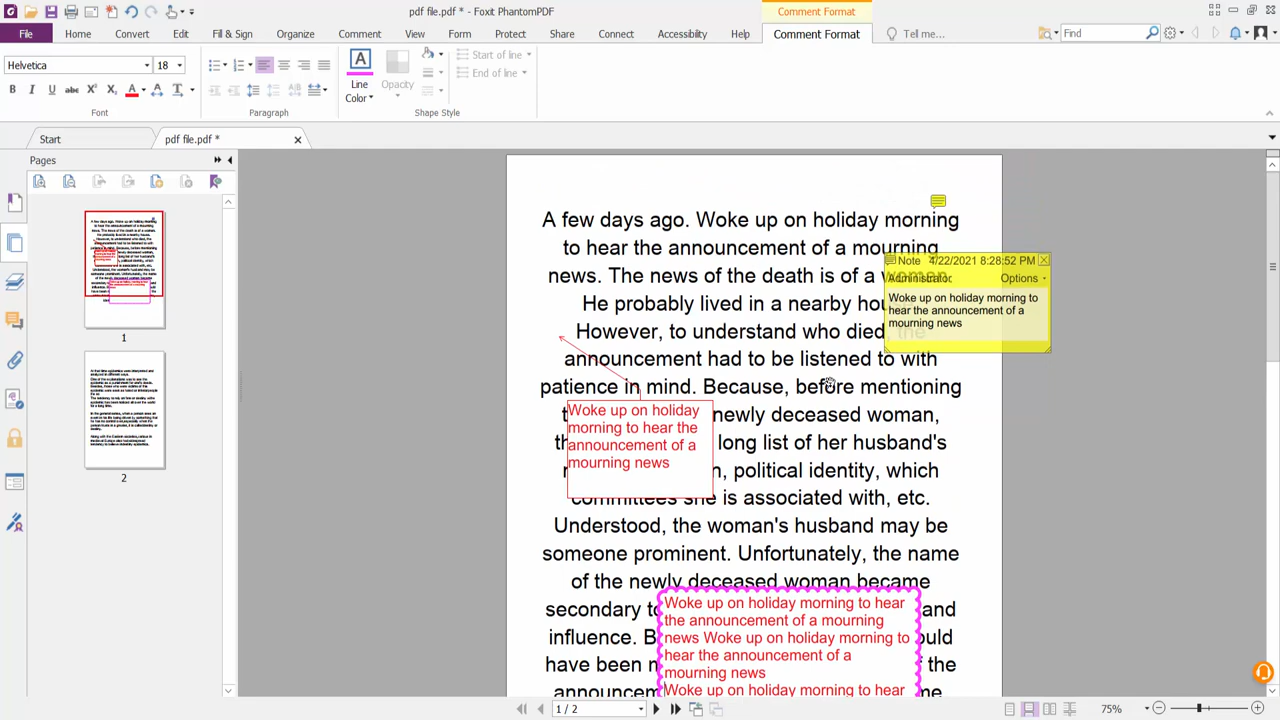 pdf file.pdf * - Foxit PhantomPDF
Comment Format
File Home Convert Edit Fill & Sign Organize Comment View Form Protect Share Connect Accessibility Help Comment Format Tell me... Find
Helvetica 18
Line Color
Opacity
Start of line
End of line
Font Paragraph Shape Style
Start pdf file.pdf *
Pages
1
2
A few days ago. Woke up on holiday morning
to hear the announcement of a mourning
news. The news of the death is of a woman.
He probably lived in a nearby
However, to understand who died, the
announcement had to be listened to with
patience in mind. Because, before mentioning
newly deceased woman,
long list of her husband's
political identity, which
committees she is associated with, etc.
Understood, the woman's husband may be
someone prominent. Unfortunately, the name
of the newly deceased woman became
secondary to and
influence.
have been the
Note 4/22/2021 8:28:52 PM
Administrator Options
Woke up on holiday morning to
hear the announcement of a
mourning news
Woke up on holiday
morning to hear the
announcement of a
mourning news
Woke up on holiday morning to hear
the announcement of a mourning
news Woke up on holiday morning to
hear the announcement of a
mourning news
Woke up on holiday morning to hear
1 / 2
75%